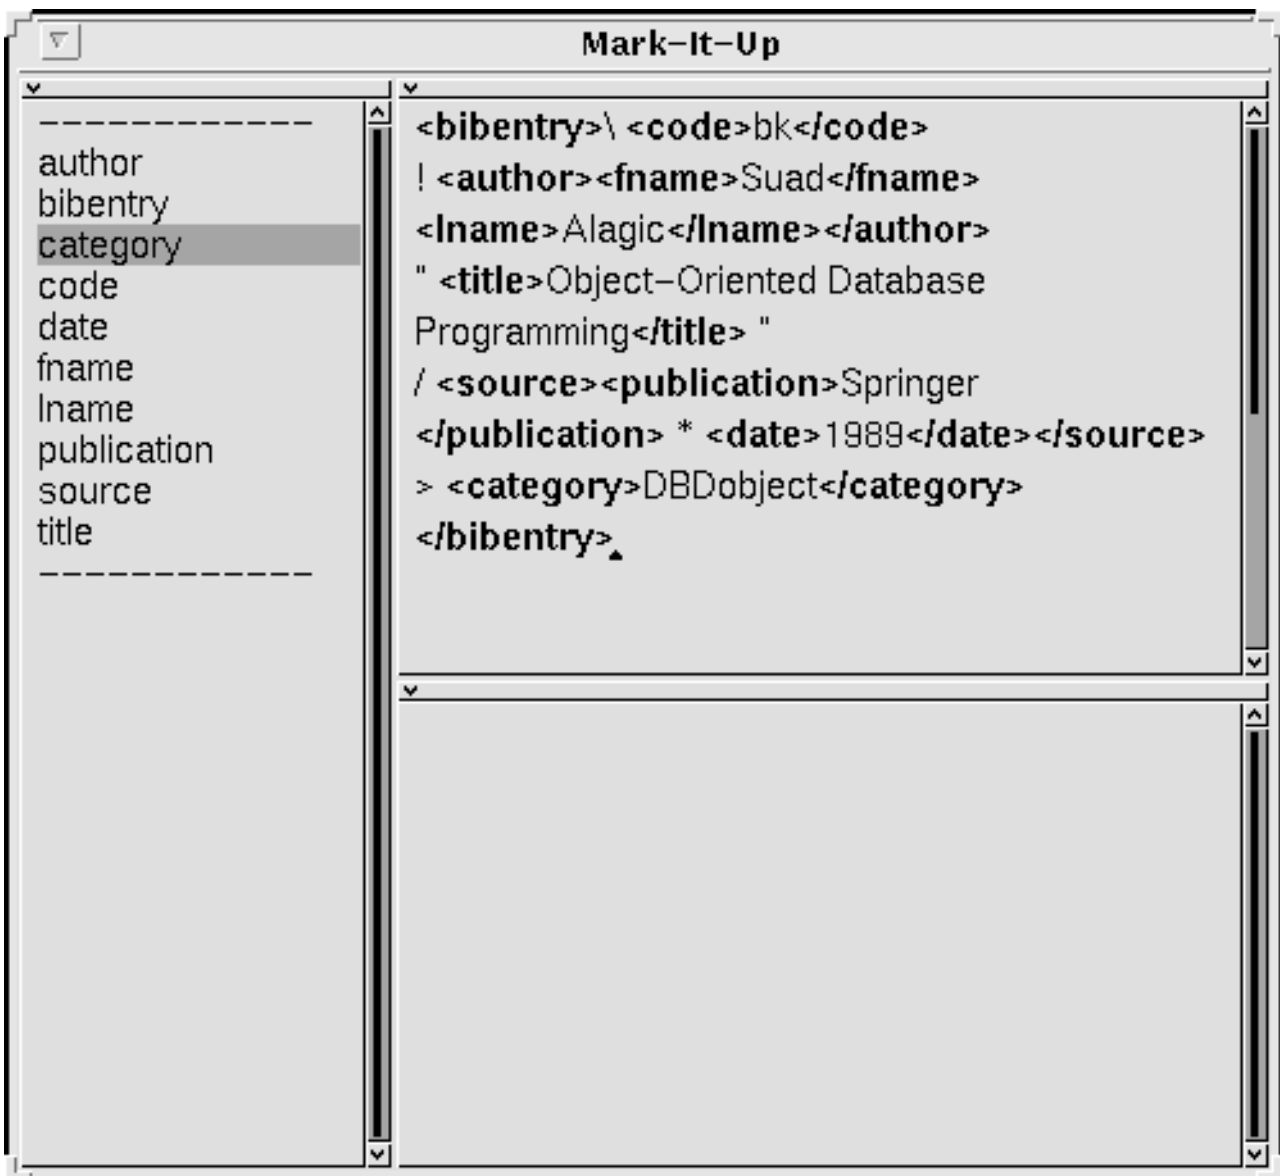 Mark-It-Up
------------
author
bibentry
category
code
date
fname
lname
publication
source
title
------------
<bibentry>\ <code>bk</code>
! <author><fname>Suad</fname>
<lname>Alagic</lname></author>
" <title>Object-Oriented Database
Programming</title> "
/ <source><publication>Springer
</publication> * <date>1989</date></source>
> <category>DBDobject</category>
</bibentry>